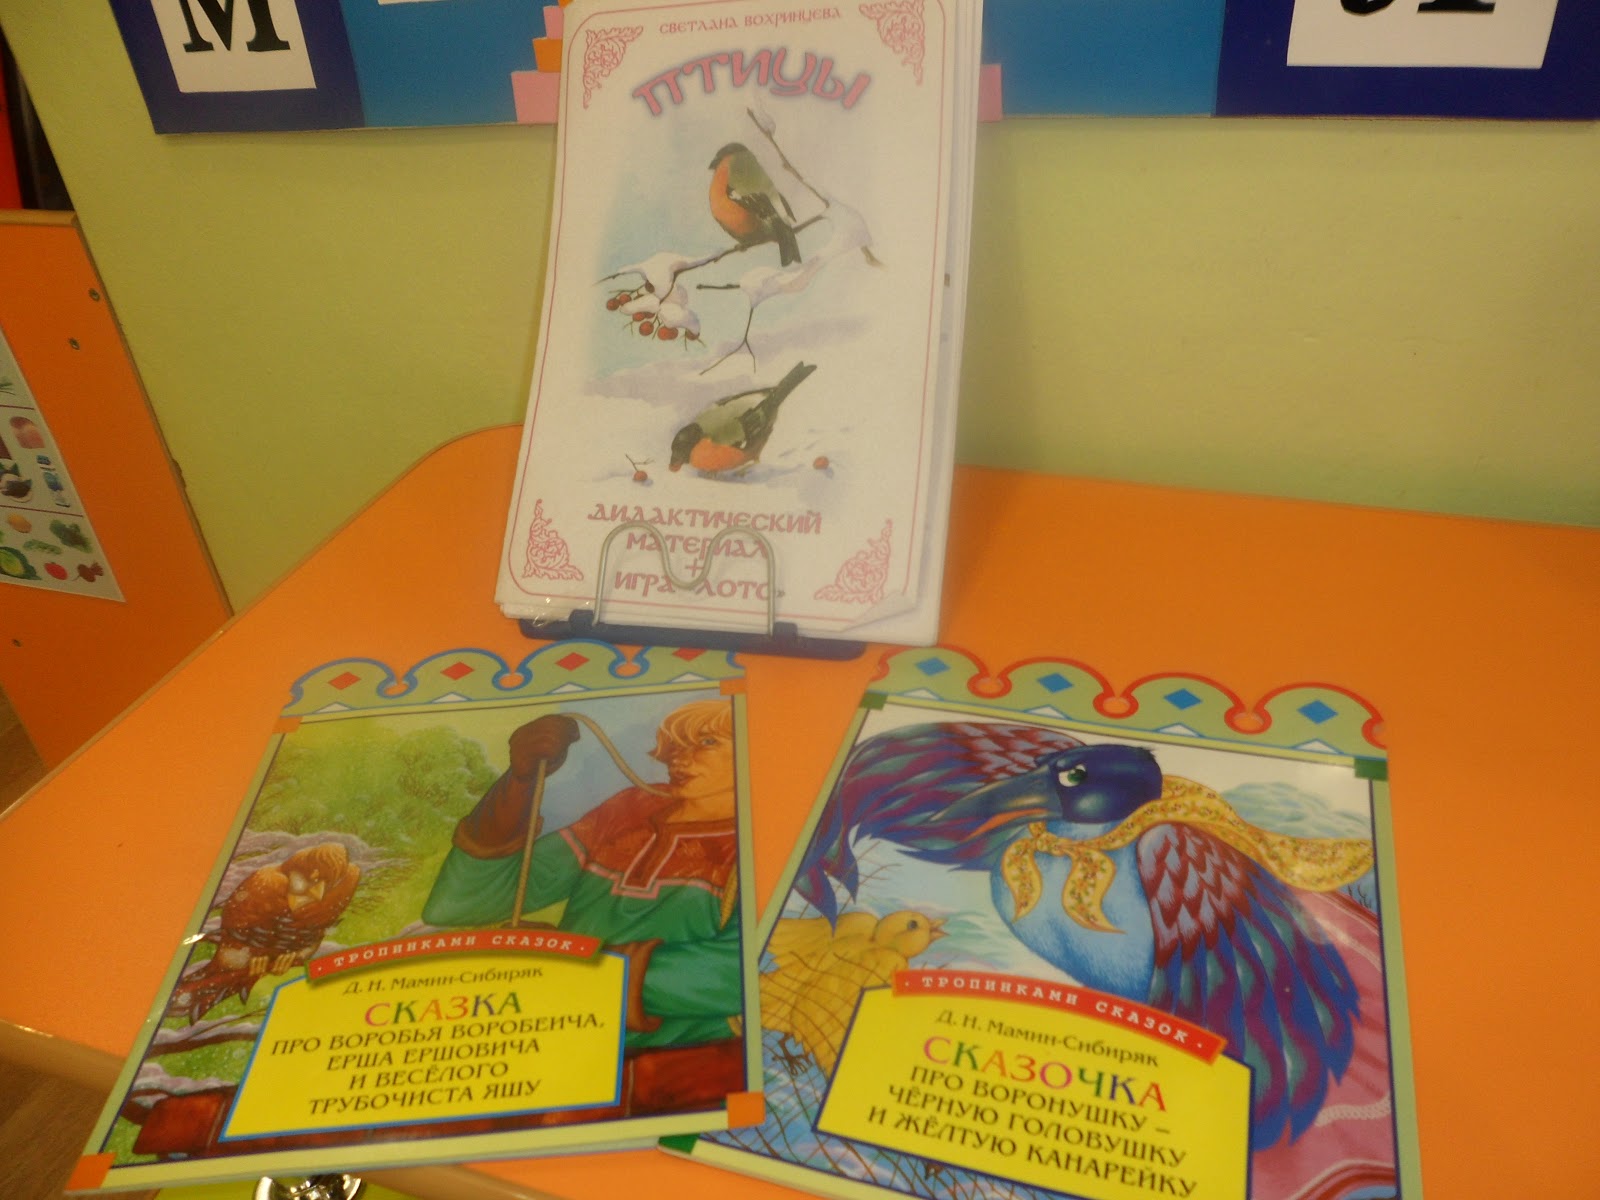 М
СВЕТЛАНА ВОХРИНЦЕВА
ПТИЦЫ
ДИДАКТИЧЕСКИЙ
МАТЕРИАЛ
+
ИГРА ЛОТО
ТРОПИНКАМИ СКАЗОК
Д. Н. Мамин-Сибиряк
СКАЗКА
ПРО ВОРОБЬЯ ВОРОБЕИЧА,
ЕРША ЕРШОВИЧА
И ВЕСЁЛОГО
ТРУБОЧИСТА ЯШУ
ТРОПИНКАМИ СКАЗОК
Д. Н. Мамин-Сибиряк
СКАЗОЧКА
ПРО ВОРОНУШКУ –
ЧЁРНУЮ ГОЛОВУШКУ
И ЖЁЛТУЮ КАНАРЕЙКУ